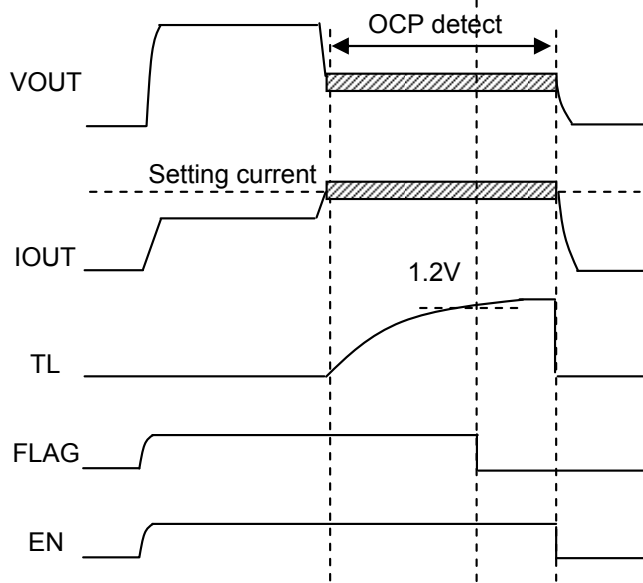 OCP detect
VOUT
Setting current
IOUT
1.2V
TL
FLAG
EN